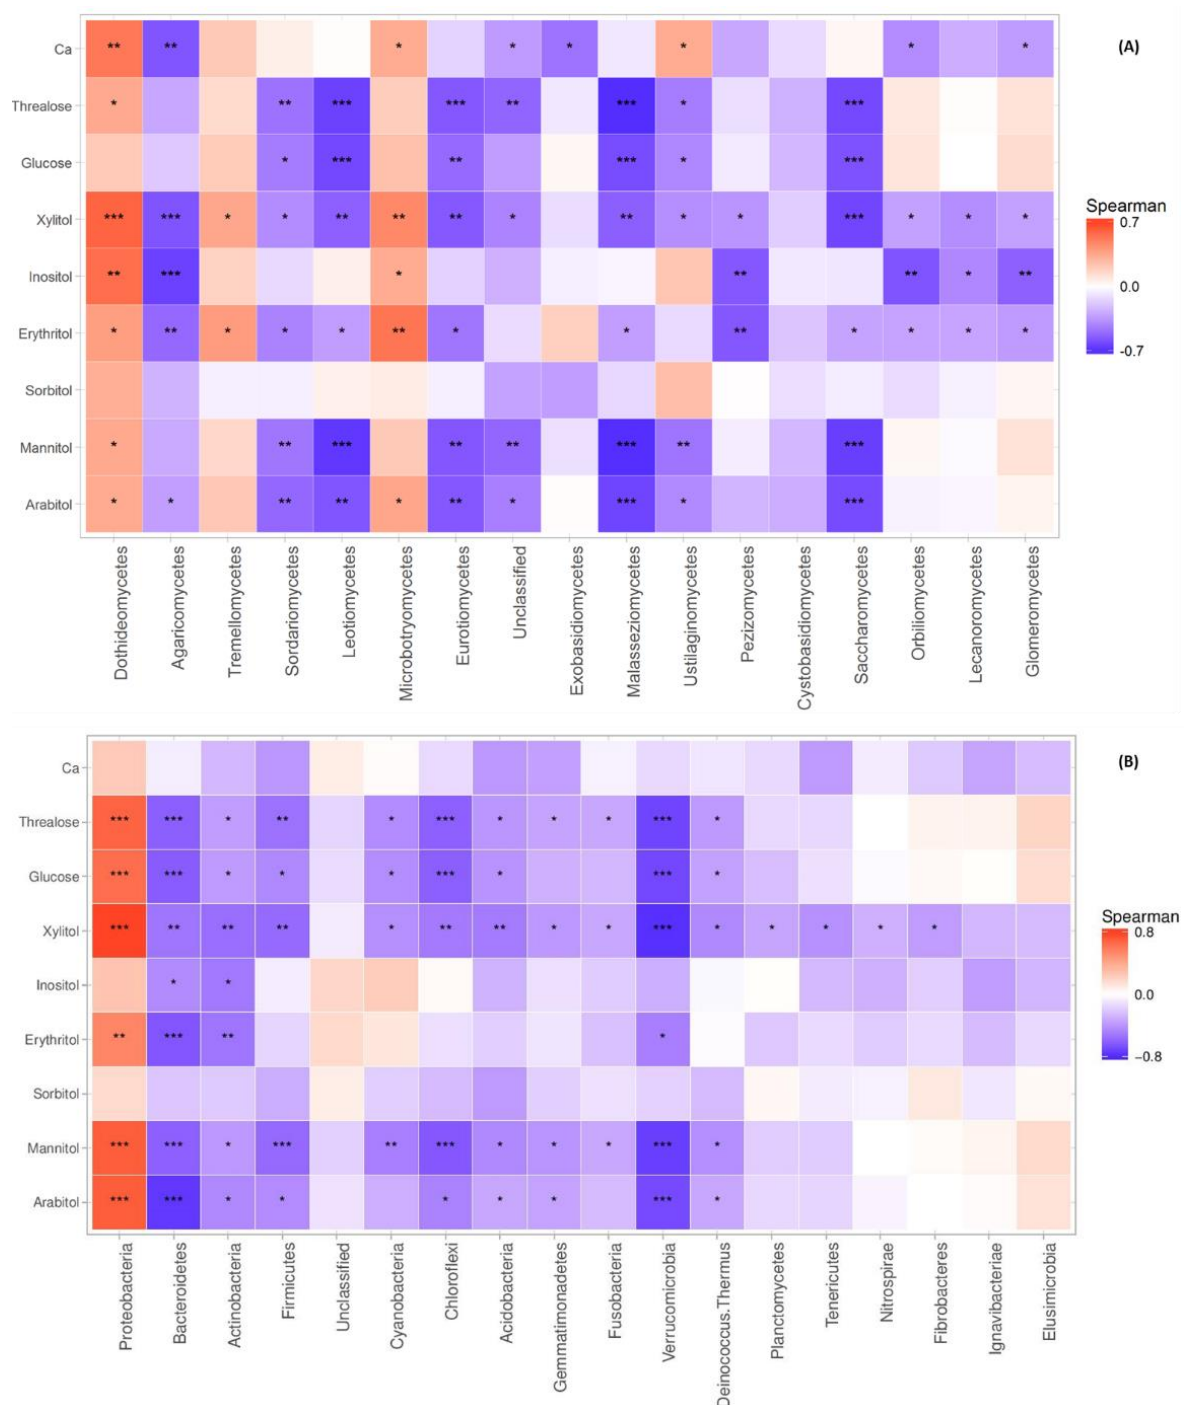 (A)
Ca ** ** * * * * * *
Threalose * ** *** *** ** *** * ***
Glucose * *** ** *** * ***
Xylitol *** *** * * ** ** ** * ** * * *** * * *
Inositol ** *** * ** ** * **
Erythritol * ** * * * ** * * ** * * * *
Sorbitol
Mannitol * ** *** ** ** *** ** ***
Arabitol * * ** ** * ** * *** * ***
Dothideomycetes
Agaricomycetes
Tremellomycetes
Sordariomycetes
Leotiomycetes
Microbotryomycetes
Eurotiomycetes
Unclassified
Exobasidiomycetes
Malasseziomycetes
Ustilaginomycetes
Pezizomycetes
Cystobasidiomycetes
Saccharomycetes
Orbiliomycetes
Lecanoromycetes
Glomeromycetes
Spearman
0.7
0.0
-0.7
(B)
Ca
Threalose *** *** * ** * *** * * * *** *
Glucose *** *** * * * *** * *** *
Xylitol *** ** ** ** * ** ** * * *** * * * * *
Inositol * *
Erythritol ** *** ** *
Sorbitol
Mannitol *** *** * *** ** *** * * * *** *
Arabitol *** *** * * * * * *** *
Proteobacteria
Bacteroidetes
Actinobacteria
Firmicutes
Unclassified
Cyanobacteria
Chloroflexi
Acidobacteria
Gemmatimonadetes
Fusobacteria
Verrucomicrobia
Deinococcus.Thermus
Planctomycetes
Tenericutes
Nitrospirae
Fibrobacteres
Ignavibacteriae
Elusimicrobia
Spearman
0.8
0.0
-0.8